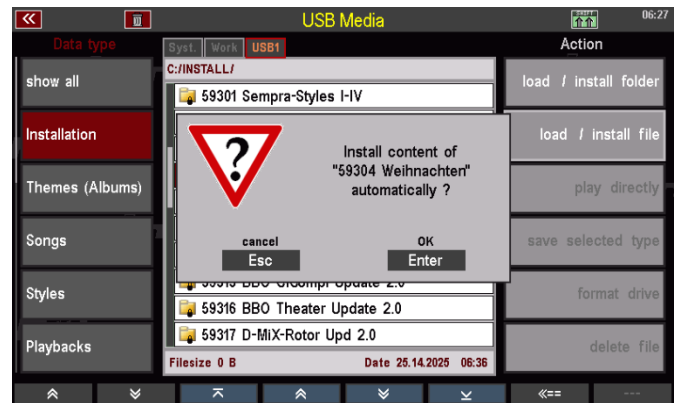 USB Media
06:27
Data type
Syst. Work USB1
Action
C:/INSTALL/
show all
59301 Sempra-Styles I-IV
load / install folder
Installation
?
Install content of
"59304 Weihnachten"
automatically ?
load / install file
Themes (Albums)
play directly
Songs
cancel
OK
Esc
Enter
save selected type
Styles
59316 BBO Theater Update 2.0
format drive
Playbacks
59317 D-MiX-Rotor Upd 2.0
delete file
Filesize 0 B
Date 25.14.2025 06:36
«==
---